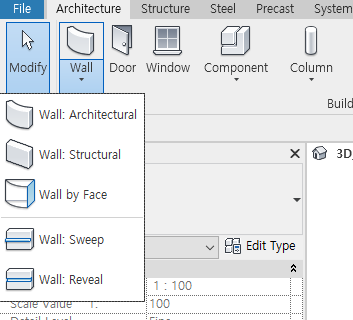 File Architecture Structure Steel Precast System
Modify Wall Door Window Component Column
Build
Wall: Architectural
Wall: Structural
Wall by Face
Wall: Sweep
Wall: Reveal
3D
Edit Type
1 : 100
Scale Value 1: 100
Detail Level Fine